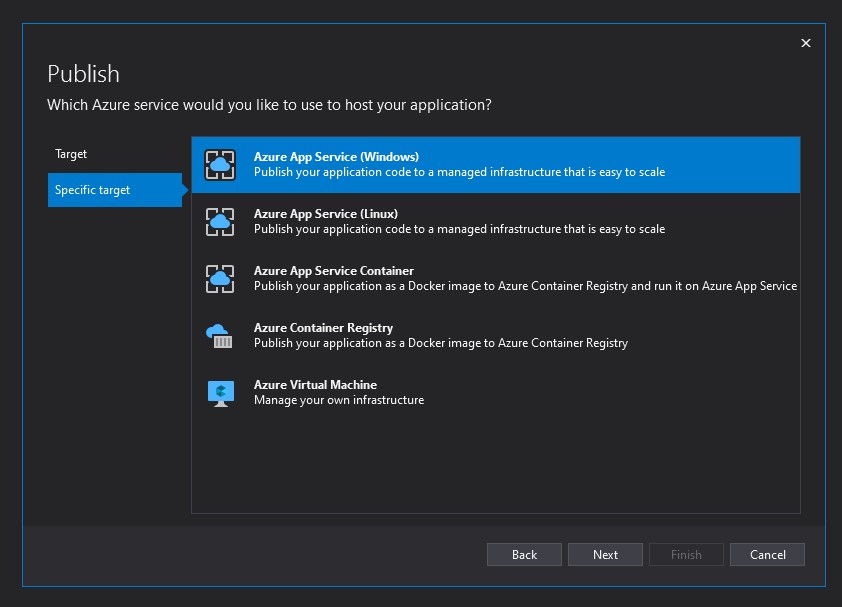 Publish
Which Azure service would you like to use to host your application?
Target
Specific target
Azure App Service (Windows)
Publish your application code to a managed infrastructure that is easy to scale
Azure App Service (Linux)
Publish your application code to a managed infrastructure that is easy to scale
Azure App Service Container
Publish your application as a Docker image to Azure Container Registry and run it on Azure App Service
Azure Container Registry
Publish your application as a Docker image to Azure Container Registry
Azure Virtual Machine
Manage your own infrastructure
Back
Next
Finish
Cancel